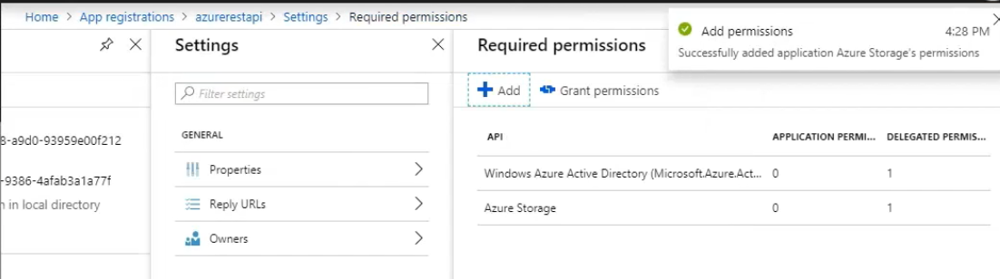 Home > App registrations > azurerestapi > Settings > Required permissions
Add permissions 4:28 PM
Successfully added application Azure Storage's permissions
8-a9d0-93959e00f212
-9386-4afab3a1a77f
n in local directory
Settings
Filter settings
GENERAL
Properties
Reply URLs
Owners
Required permissions
Add Grant permissions
API APPLICATION PERMI... DELEGATED PERMIS...
Windows Azure Active Directory (Microsoft.Azure.Act... 0 1
Azure Storage 0 1